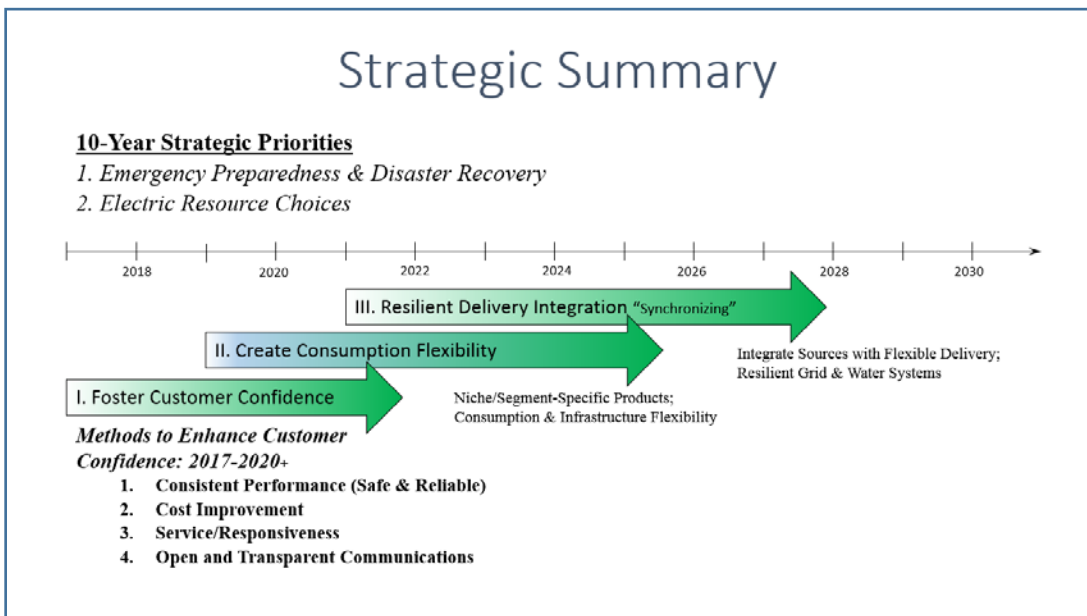 Strategic Summary
10-Year Strategic Priorities
1. Emergency Preparedness & Disaster Recovery
2. Electric Resource Choices
2018 2020 2022 2024 2026 2028 2030
III. Resilient Delivery Integration "Synchronizing"
II. Create Consumption Flexibility
Integrate Sources with Flexible Delivery;
Resilient Grid & Water Systems
I. Foster Customer Confidence
Niche/Segment-Specific Products;
Consumption & Infrastructure Flexibility
Methods to Enhance Customer
Confidence: 2017-2020+
1. Consistent Performance (Safe & Reliable)
2. Cost Improvement
3. Service/Responsiveness
4. Open and Transparent Communications